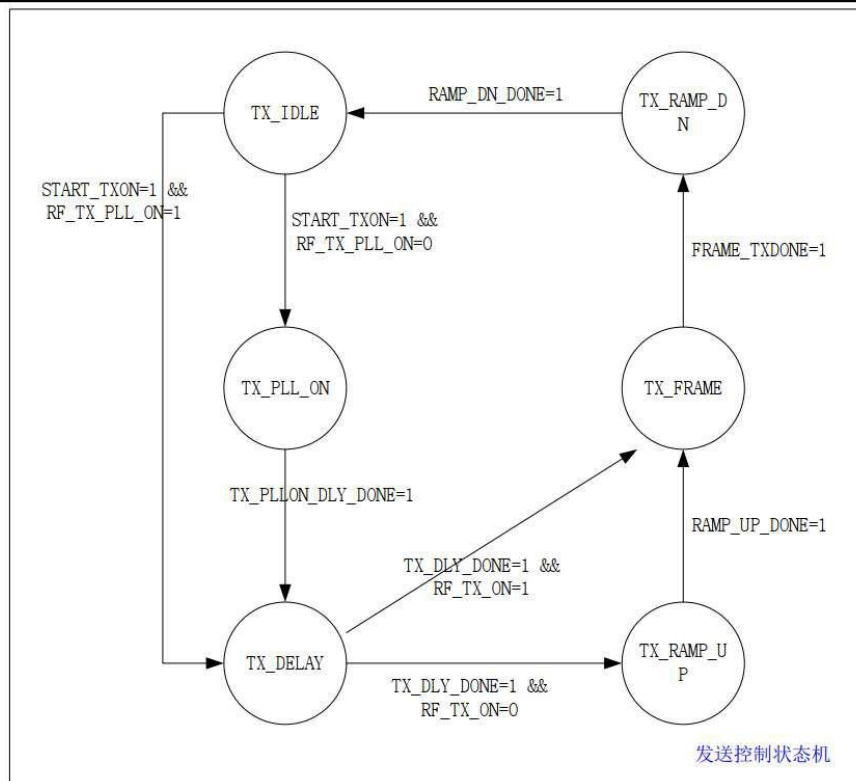 TX_IDLE
RAMP_DN_DONE=1
TX_RAMP_D
N
START_TXON=1 &&
RF_TX_PLL_ON=1
START_TXON=1 &&
RF_TX_PLL_ON=0
FRAME_TXDONE=1
TX_PLL_ON
TX_FRAME
TX_PLLON_DLY_DONE=1
RAMP_UP_DONE=1
TX_DLY_DONE=1 &&
RF_TX_ON=1
TX_DELAY
TX_RAMP_U
P
TX_DLY_DONE=1 &&
RF_TX_ON=0
发送控制状态机